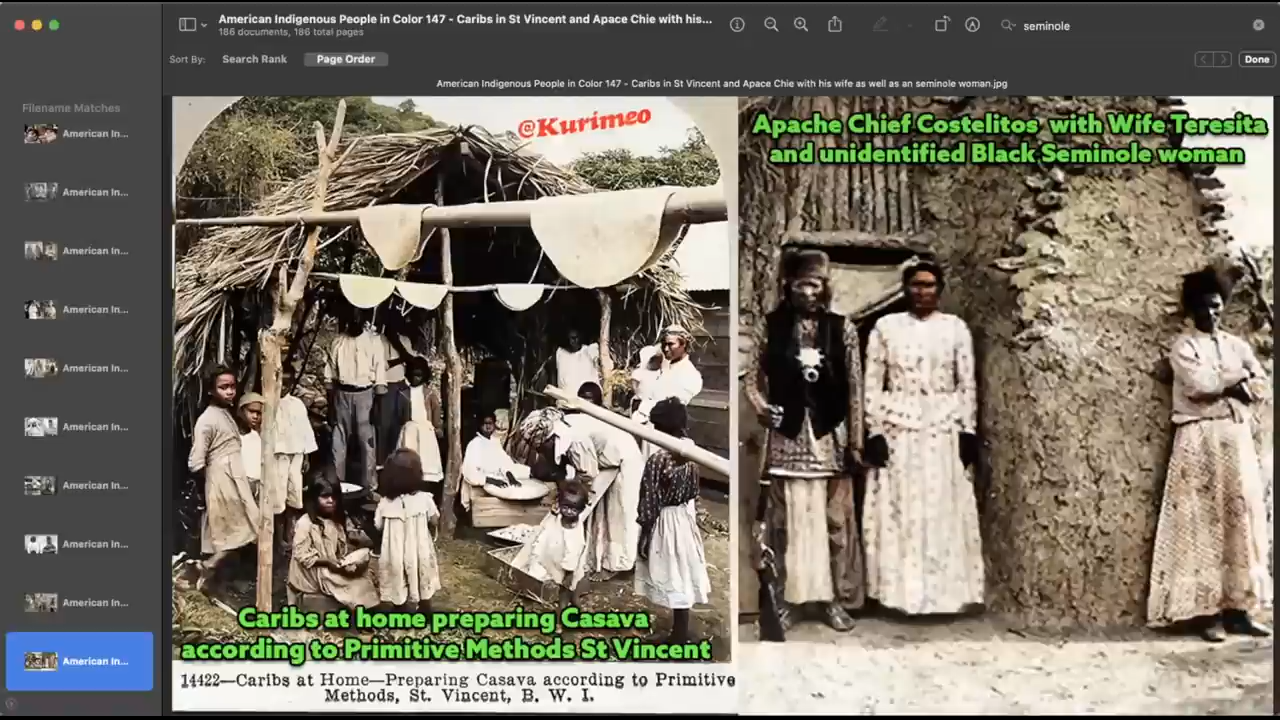 American Indigenous People in Color 147 - Caribs in St Vincent and Apace Chie with his...
186 documents, 186 total pages
seminole
Sort By: Search Rank Page Order
Done
American Indigenous People in Color 147 - Caribs in St Vincent and Apace Chie with his wife as well as an seminole woman.jpg
Filename Matches
American In...
American In...
American In...
American In...
American In...
American In...
American In...
American In...
American In...
American In...
@Kurimeo
Caribs at home preparing Casava
according to Primitive Methods St Vincent
14422—Caribs at Home—Preparing Casava according to Primitive
Methods, St. Vincent, B. W. I.
Apache Chief Costelitos with Wife Teresita
and unidentified Black Seminole woman